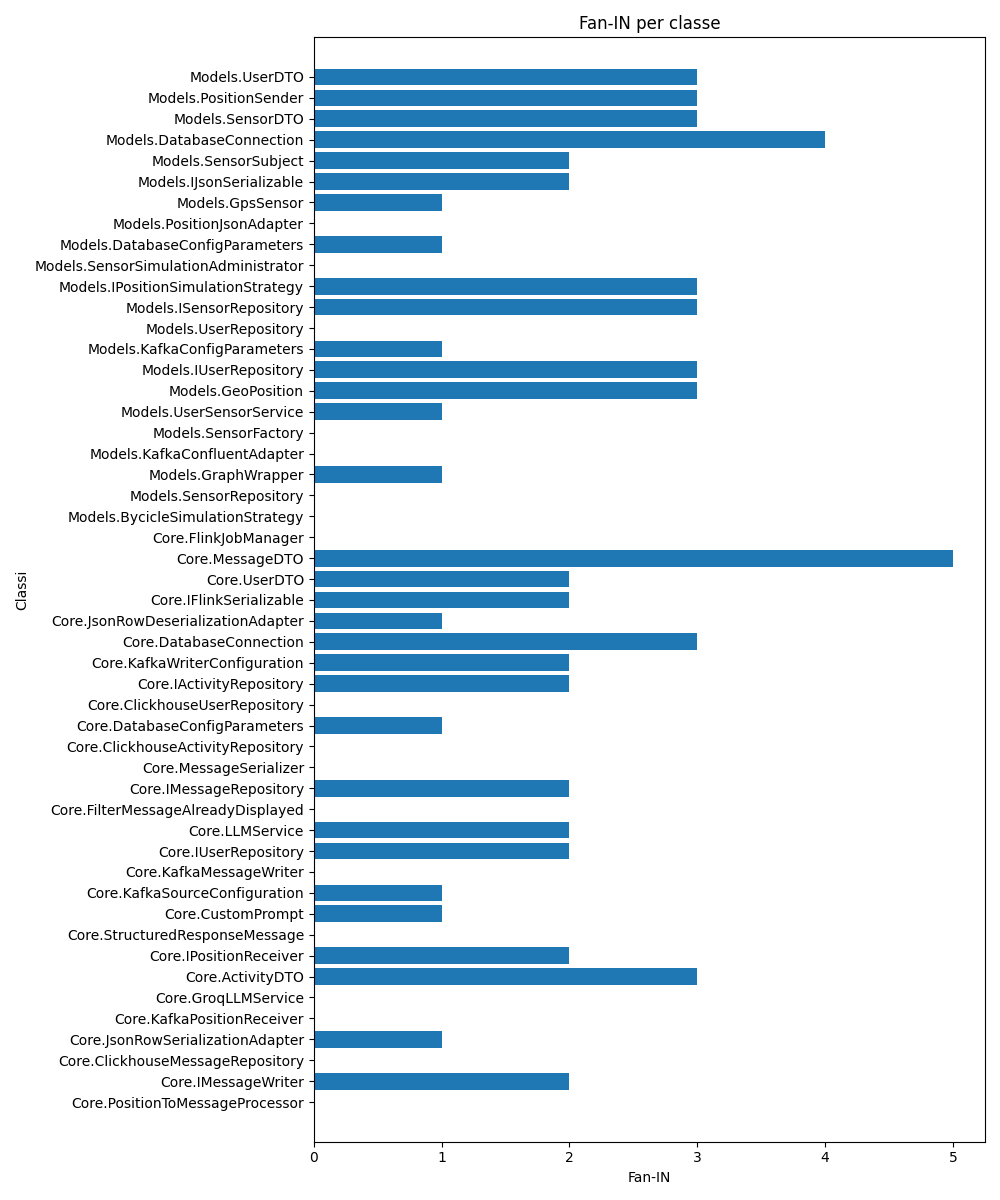 Fan-IN per classe
Models.UserDTO
Models.PositionSender
Models.SensorDTO
Models.DatabaseConnection
Models.SensorSubject
Models.IJsonSerializable
Models.GpsSensor
Models.PositionJsonAdapter
Models.DatabaseConfigParameters
Models.SensorSimulationAdministrator
Models.IPositionSimulationStrategy
Models.ISensorRepository
Models.UserRepository
Models.KafkaConfigParameters
Models.IUserRepository
Models.GeoPosition
Models.UserSensorService
Models.SensorFactory
Models.KafkaConfluentAdapter
Models.GraphWrapper
Models.SensorRepository
Models.BycicleSimulationStrategy
Core.FlinkJobManager
Core.MessageDTO
Core.UserDTO
Core.IFlinkSerializable
Core.JsonRowDeserializationAdapter
Core.DatabaseConnection
Core.KafkaWriterConfiguration
Core.IActivityRepository
Core.ClickhouseUserRepository
Core.DatabaseConfigParameters
Core.ClickhouseActivityRepository
Core.MessageSerializer
Core.IMessageRepository
Core.FilterMessageAlreadyDisplayed
Core.LLMService
Core.IUserRepository
Core.KafkaMessageWriter
Core.KafkaSourceConfiguration
Core.CustomPrompt
Core.StructuredResponseMessage
Core.IPositionReceiver
Core.ActivityDTO
Core.GroqLLMService
Core.KafkaPositionReceiver
Core.JsonRowSerializationAdapter
Core.ClickhouseMessageRepository
Core.IMessageWriter
Core.PositionToMessageProcessor
Classi
0 1 2 3 4 5
Fan-IN